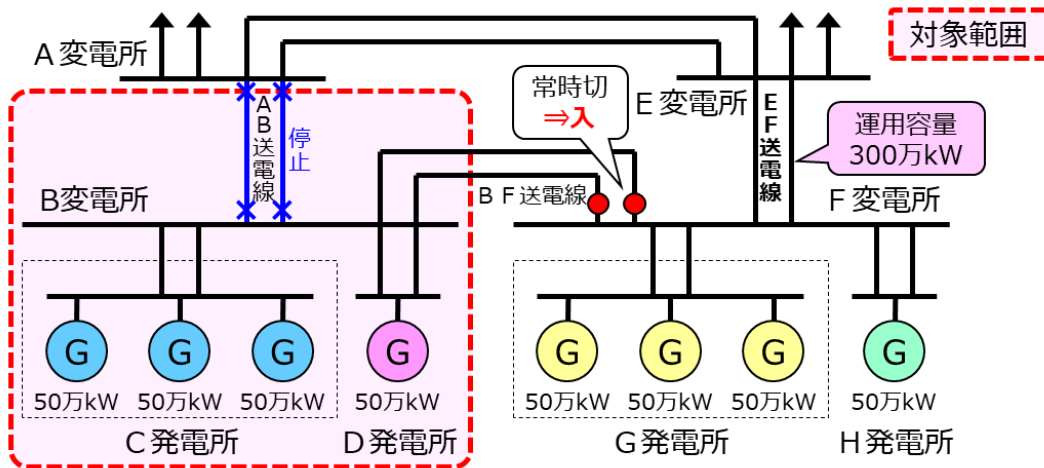 対象範囲
A変電所
常時切
⇒入
E変電所
AB送電線
停止
EF送電線
運用容量
300万kW
B変電所
BF送電線
F変電所
G
G
G
G
G
G
G
G
50万kW
50万kW
50万kW
50万kW
50万kW
50万kW
50万kW
50万kW
C発電所
D発電所
G発電所
H発電所